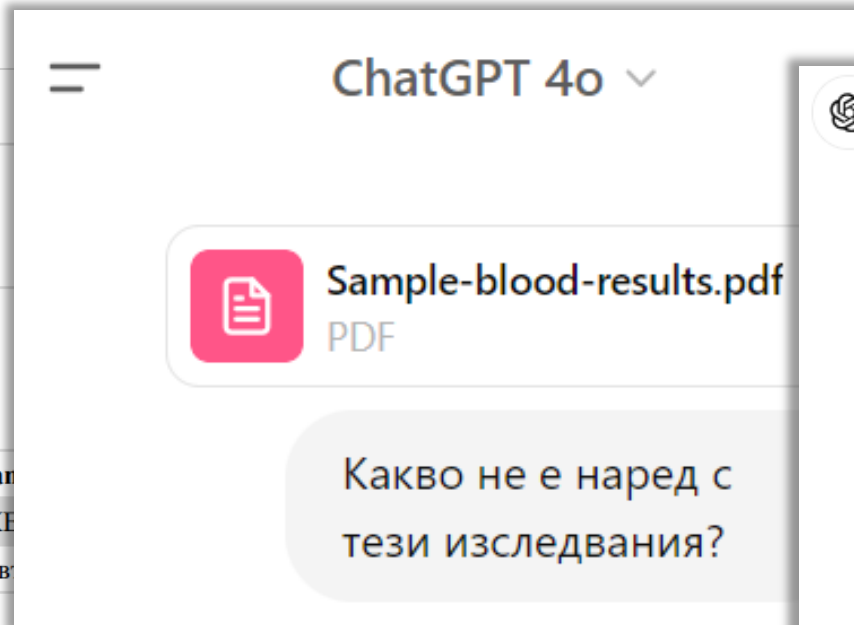 ChatGPT 4o
Sample-blood-results.pdf
PDF
Какво не е наред с
тези изследвания?